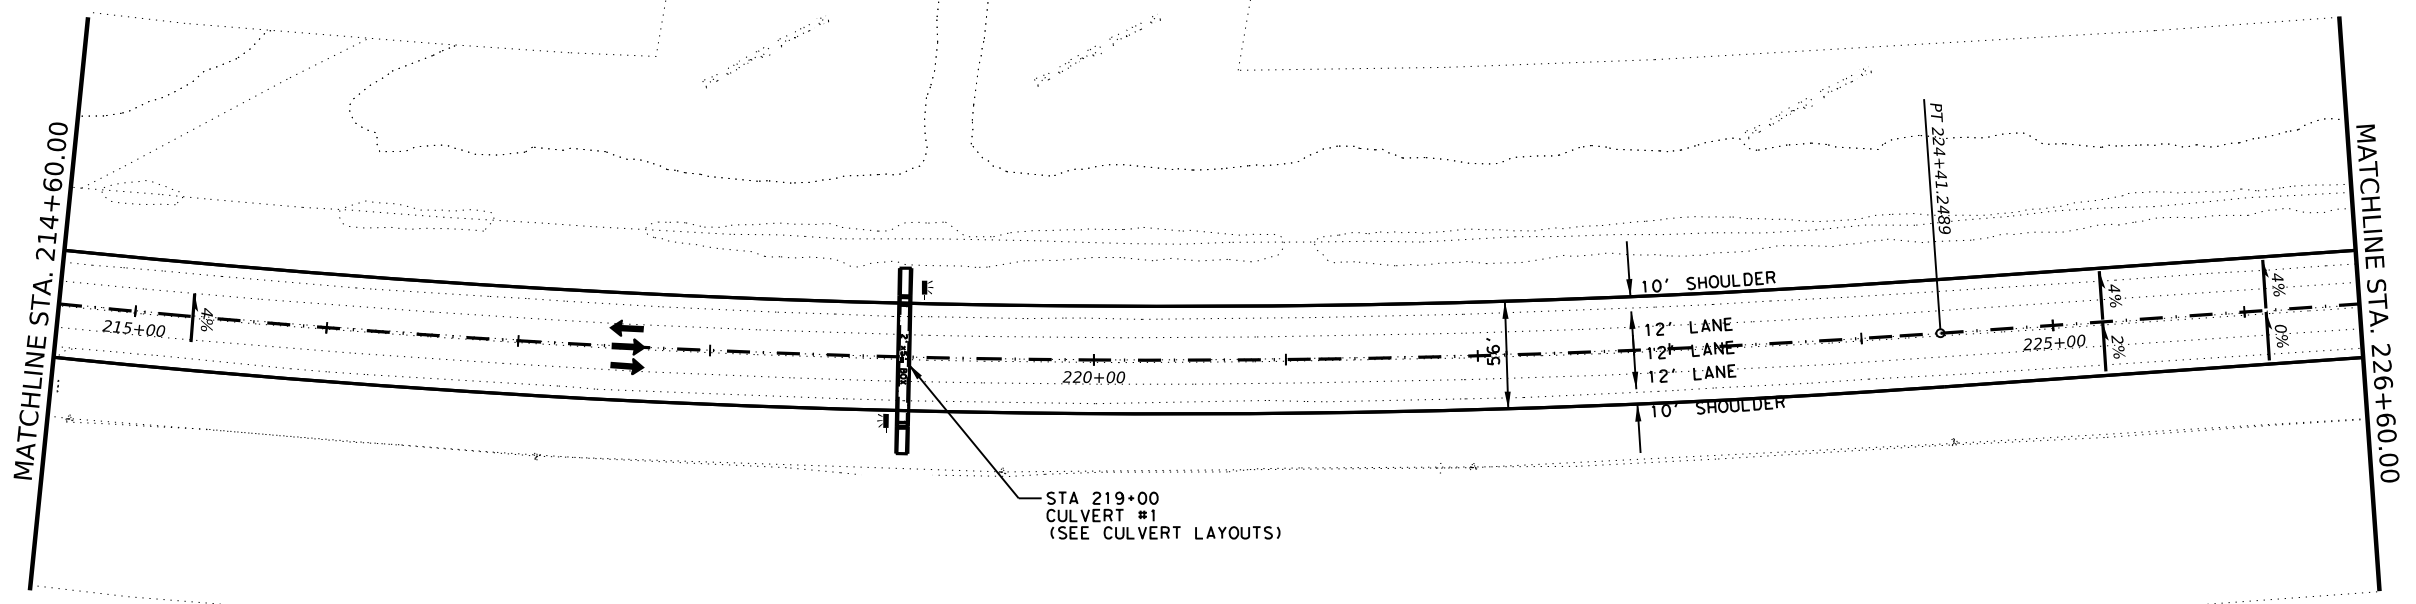 MATCHLINE STA. 214+60.00
215+00
4%
STA 219+00
CULVERT #1
(SEE CULVERT LAYOUTS)
220+00
56'
10' SHOULDER
12' LANE
12' LANE
12' LANE
10' SHOULDER
PT 224+41.2489
225+00
4%
2%
4%
0%
MATCHLINE STA. 226+60.00